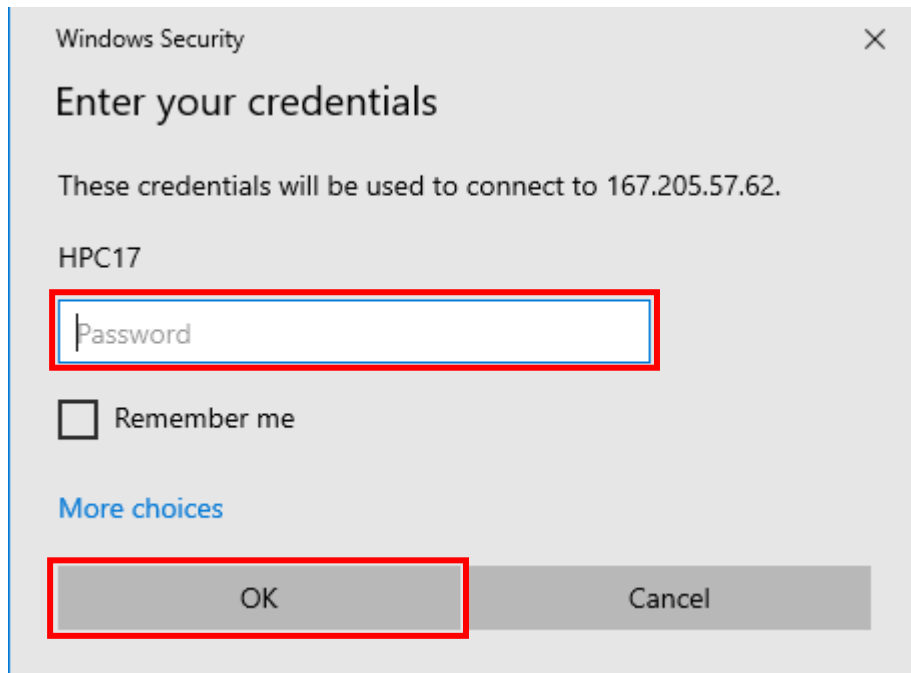 Windows Security
Enter your credentials
These credentials will be used to connect to 167.205.57.62.
HPC17
Password
Remember me
More choices
OK
Cancel